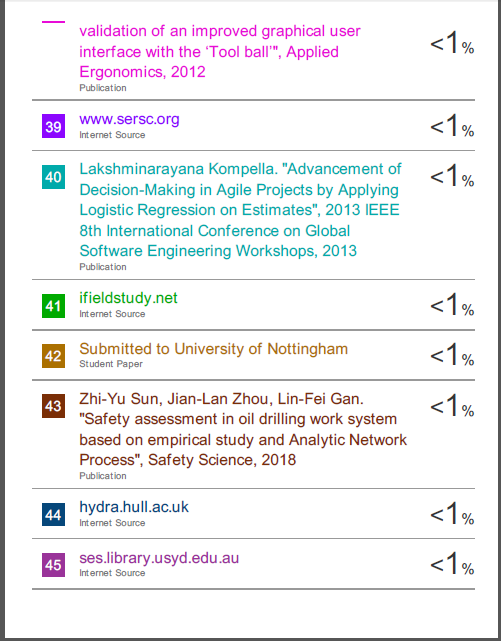 validation of an improved graphical user
interface with the ‘Tool ball’", Applied
Ergonomics, 2012
Publication
<1%
39
www.sersc.org
Internet Source
<1%
40
Lakshminarayana Kompella. "Advancement of
Decision-Making in Agile Projects by Applying
Logistic Regression on Estimates", 2013 IEEE
8th International Conference on Global
Software Engineering Workshops, 2013
Publication
<1%
41
ifieldstudy.net
Internet Source
<1%
42
Submitted to University of Nottingham
Student Paper
<1%
43
Zhi-Yu Sun, Jian-Lan Zhou, Lin-Fei Gan.
"Safety assessment in oil drilling work system
based on empirical study and Analytic Network
Process", Safety Science, 2018
Publication
<1%
44
hydra.hull.ac.uk
Internet Source
<1%
45
ses.library.usyd.edu.au
Internet Source
<1%